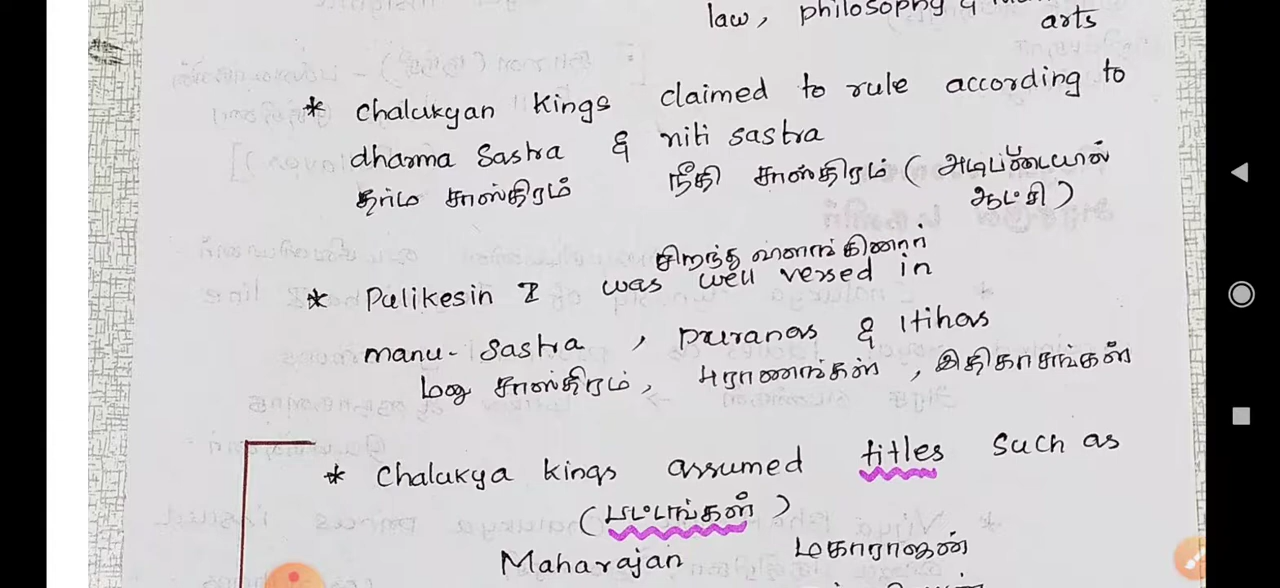 law, philosophy &
arts
* Chalukyan Kings claimed to rule according to
dharma Sastra & niti sastra
தர்ம சாஸ்திரம் நீதி சாஸ்திரம் ( அடிப்படையில்
ஆட்சி )
சிறந்து விளங்கினார்
* Pulikesin I was well versed in
manu- Sastra , Puranas & Itihas
மனு சாஸ்திரம், புராணங்கள் , இதிகாசங்கள்
* Chalukya kings assumed titles such as
( பட்டங்கள் )
Maharajan மகாராஜன்